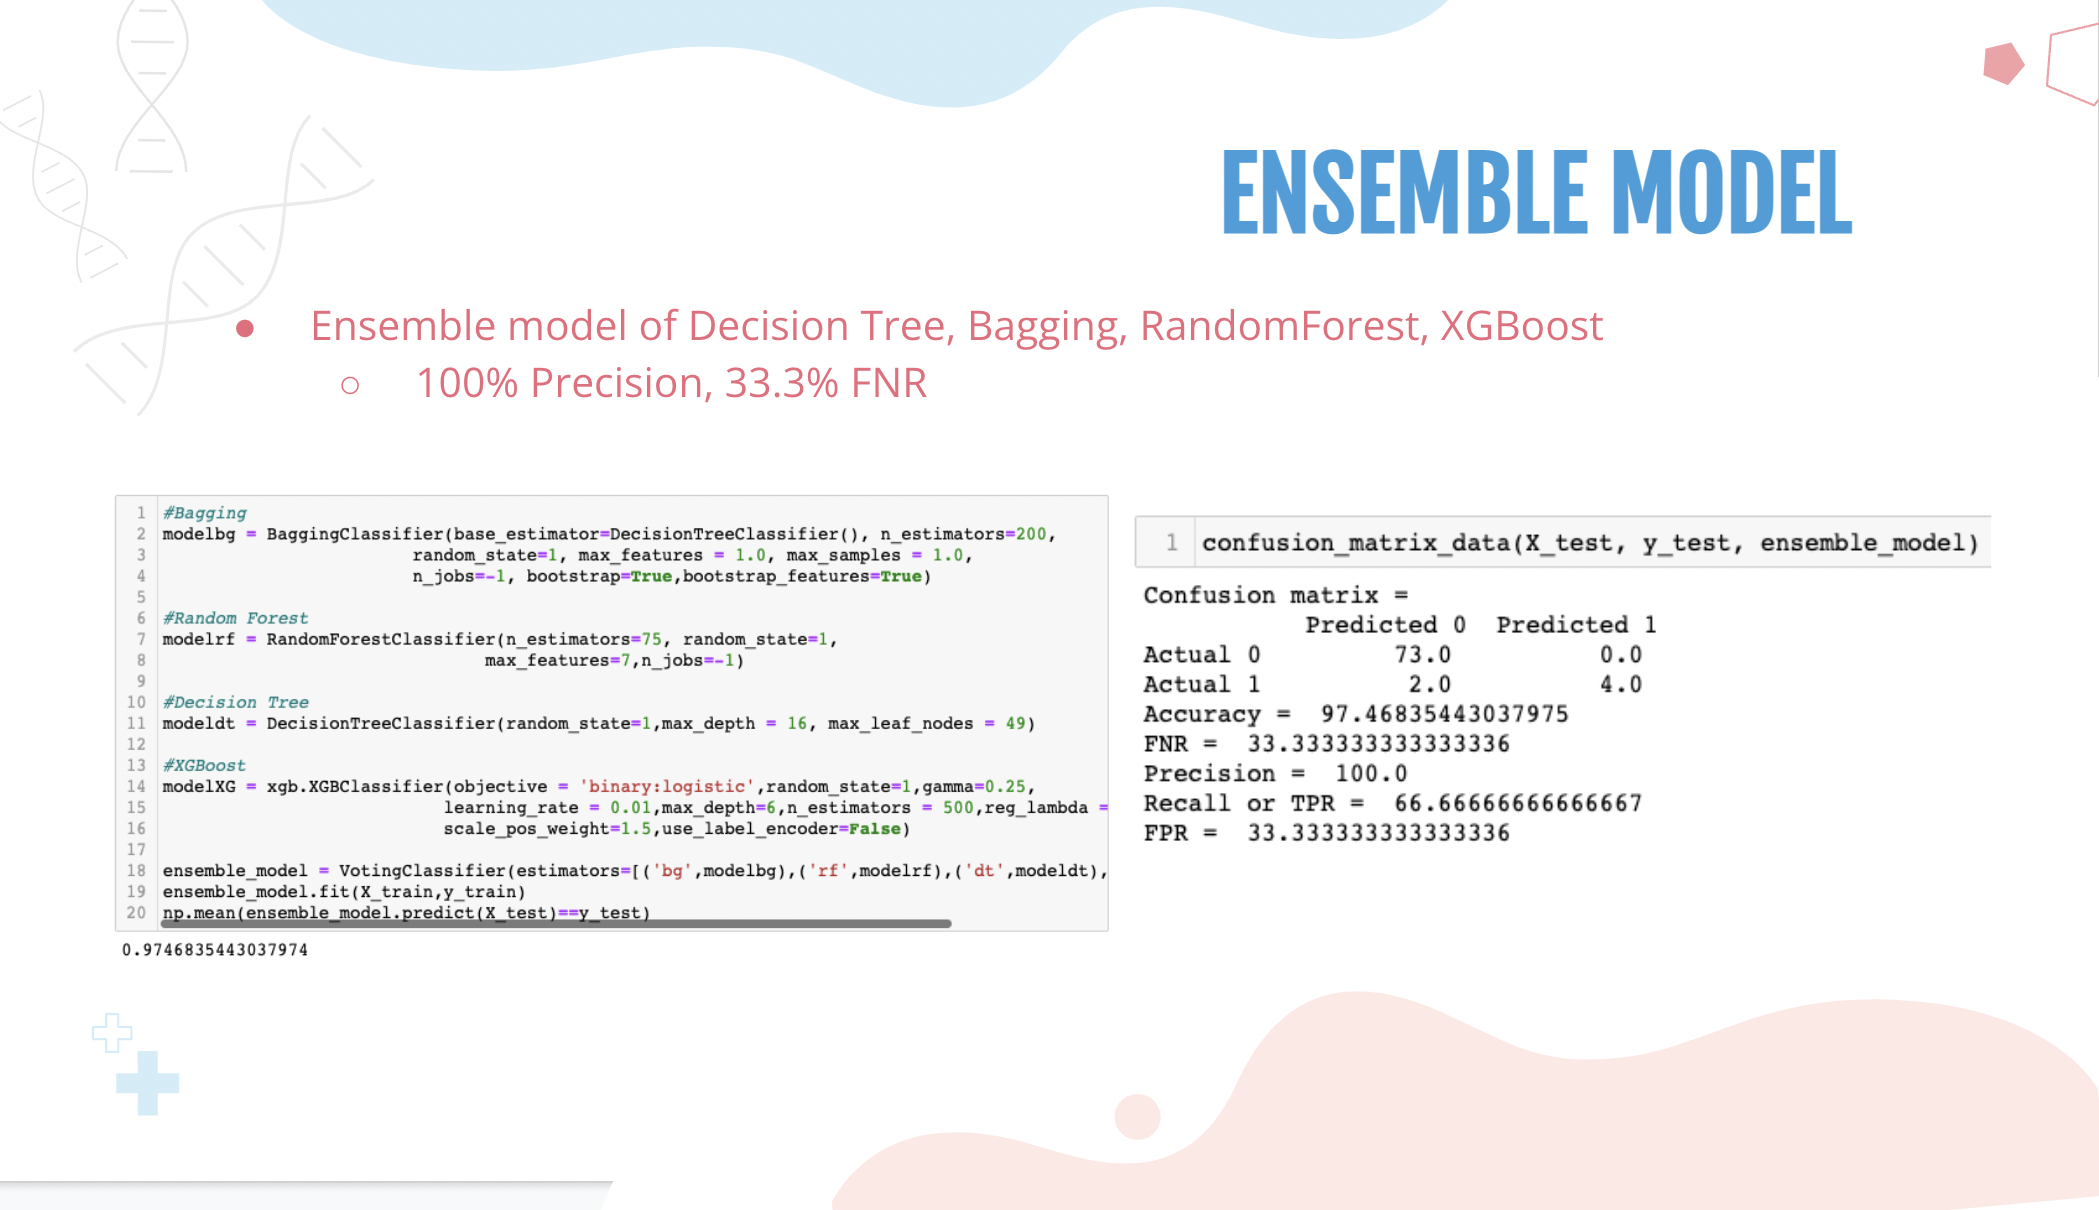 ENSEMBLE MODEL
● Ensemble model of Decision Tree, Bagging, RandomForest, XGBoost
○ 100% Precision, 33.3% FNR
1 #Bagging
2 modelbg = BaggingClassifier(base_estimator=DecisionTreeClassifier(), n_estimators=200,
3 random_state=1, max_features = 1.0, max_samples = 1.0,
4 n_jobs=-1, bootstrap=True,bootstrap_features=True)
5
6 #Random Forest
7 modelrf = RandomForestClassifier(n_estimators=75, random_state=1,
8 max_features=7,n_jobs=-1)
9
10 #Decision Tree
11 modeldt = DecisionTreeClassifier(random_state=1,max_depth = 16, max_leaf_nodes = 49)
12
13 #XGBoost
14 modelXG = xgb.XGBClassifier(objective = 'binary:logistic',random_state=1,gamma=0.25,
15 learning_rate = 0.01,max_depth=6,n_estimators = 500,reg_lambda =
16 scale_pos_weight=1.5,use_label_encoder=False)
17
18 ensemble_model = VotingClassifier(estimators=[('bg',modelbg),('rf',modelrf),('dt',modeldt),
19 ensemble_model.fit(X_train,y_train)
20 np.mean(ensemble_model.predict(X_test)==y_test)
0.9746835443037974
1 confusion_matrix_data(X_test, y_test, ensemble_model)
Confusion matrix =
Predicted 0 Predicted 1
Actual 0 73.0 0.0
Actual 1 2.0 4.0
Accuracy = 97.46835443037975
FNR = 33.333333333333336
Precision = 100.0
Recall or TPR = 66.66666666666667
FPR = 33.333333333333336